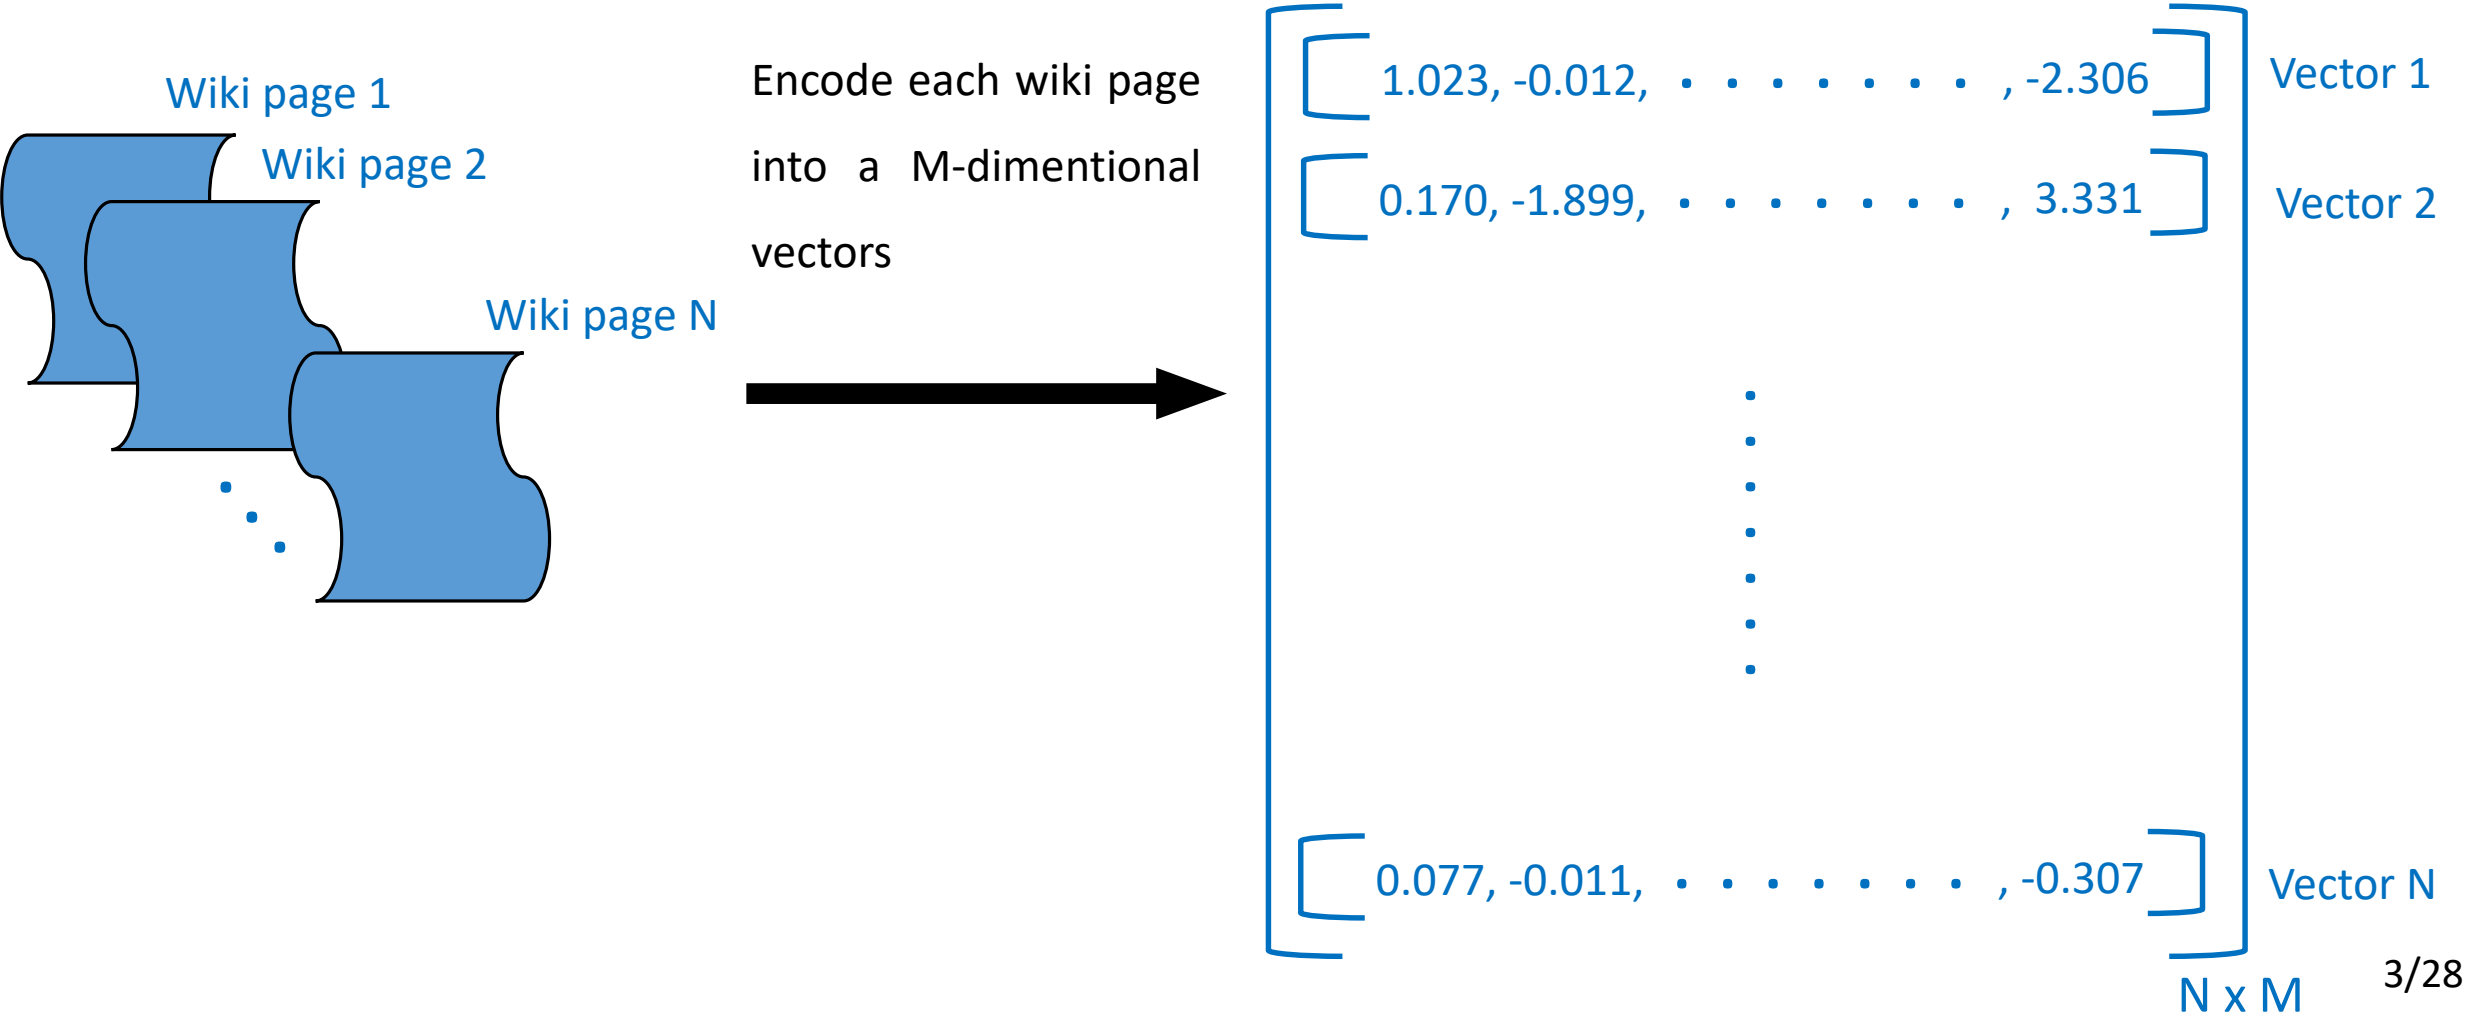 Wiki page 1
Wiki page 2
Wiki page N
Encode each wiki page
into a M-dimentional
vectors
1.023, -0.012, . . . . . . . , -2.306
Vector 1
0.170, -1.899, . . . . . . . , 3.331
Vector 2
0.077, -0.011, . . . . . . . , -0.307
Vector N
N x M
3/28